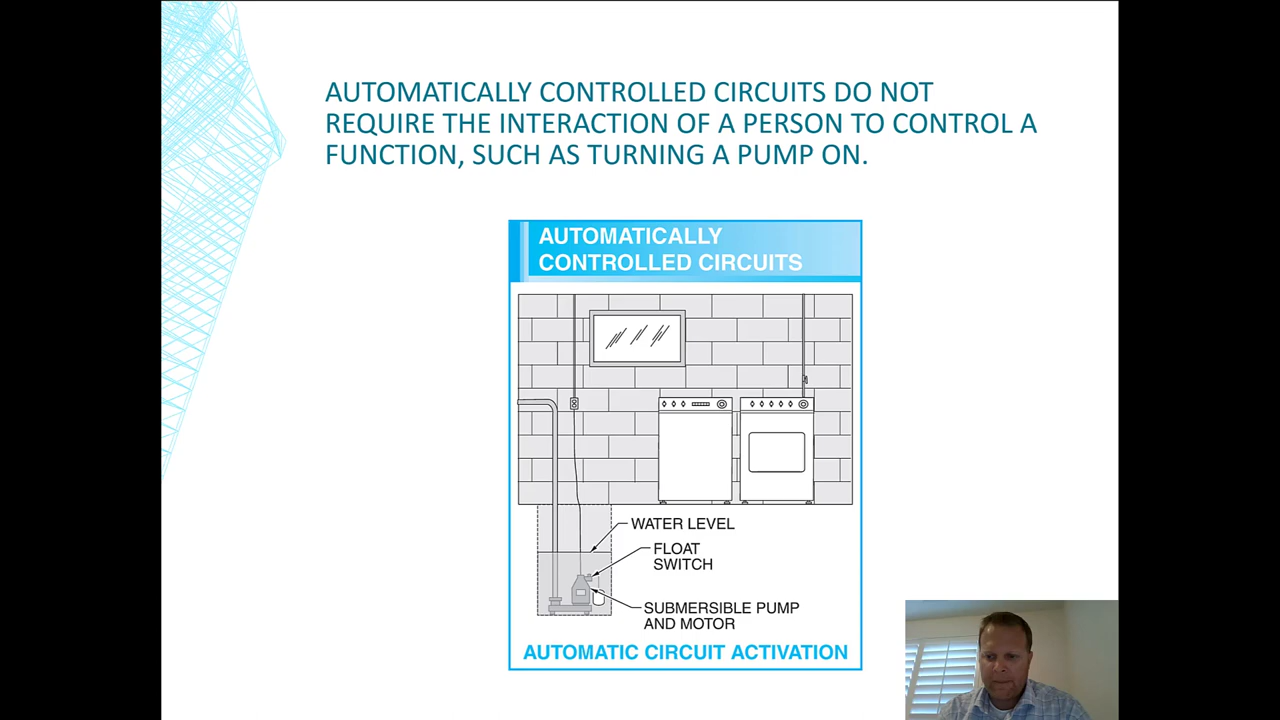 AUTOMATICALLY CONTROLLED CIRCUITS DO NOT
REQUIRE THE INTERACTION OF A PERSON TO CONTROL A
FUNCTION, SUCH AS TURNING A PUMP ON.
AUTOMATICALLY
CONTROLLED CIRCUITS
WATER LEVEL
FLOAT
SWITCH
SUBMERSIBLE PUMP
AND MOTOR
AUTOMATIC CIRCUIT ACTIVATION